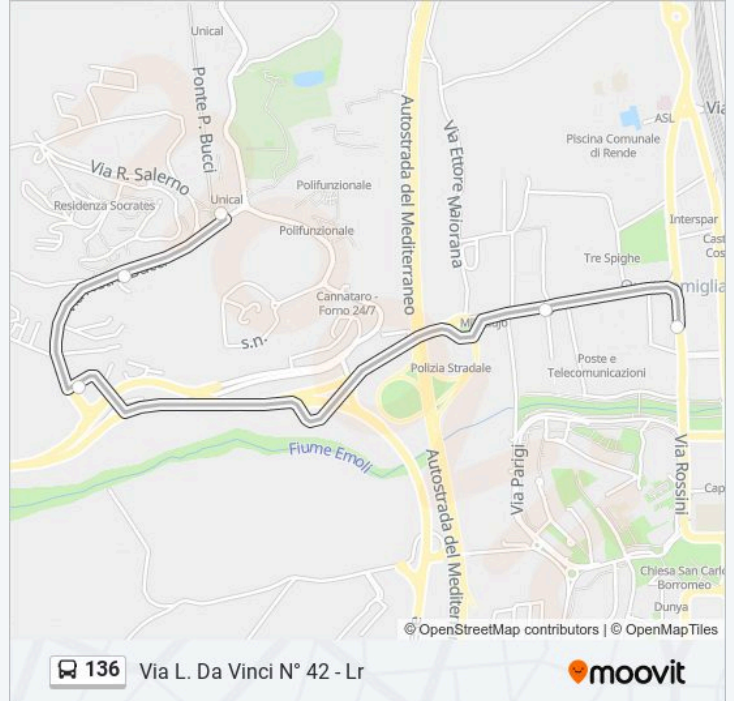 Unical
Ponte P. Bucci
Autostrada del Mediterraneo
Via Ettore Maiorana
ASL
Via
Piscina Comunale
di Rende
Via R. Salerno
Polifunzionale
Residenza Socrates
Unical
Interspar
Polifunzionale
Tre Spighe
Cannataro -
Forno 24/7
s.n.
Polizia Stradale
Poste e
Telecomunicazioni
Fiume Emoli
Via Parigi
Via Rossini
Autostrada del Mediterr
Chiesa San Carlo
Borromeo
Dunya
© OpenStreetMap contributors | © OpenMapTiles
136 Via L. Da Vinci N° 42 - Lr
moovit